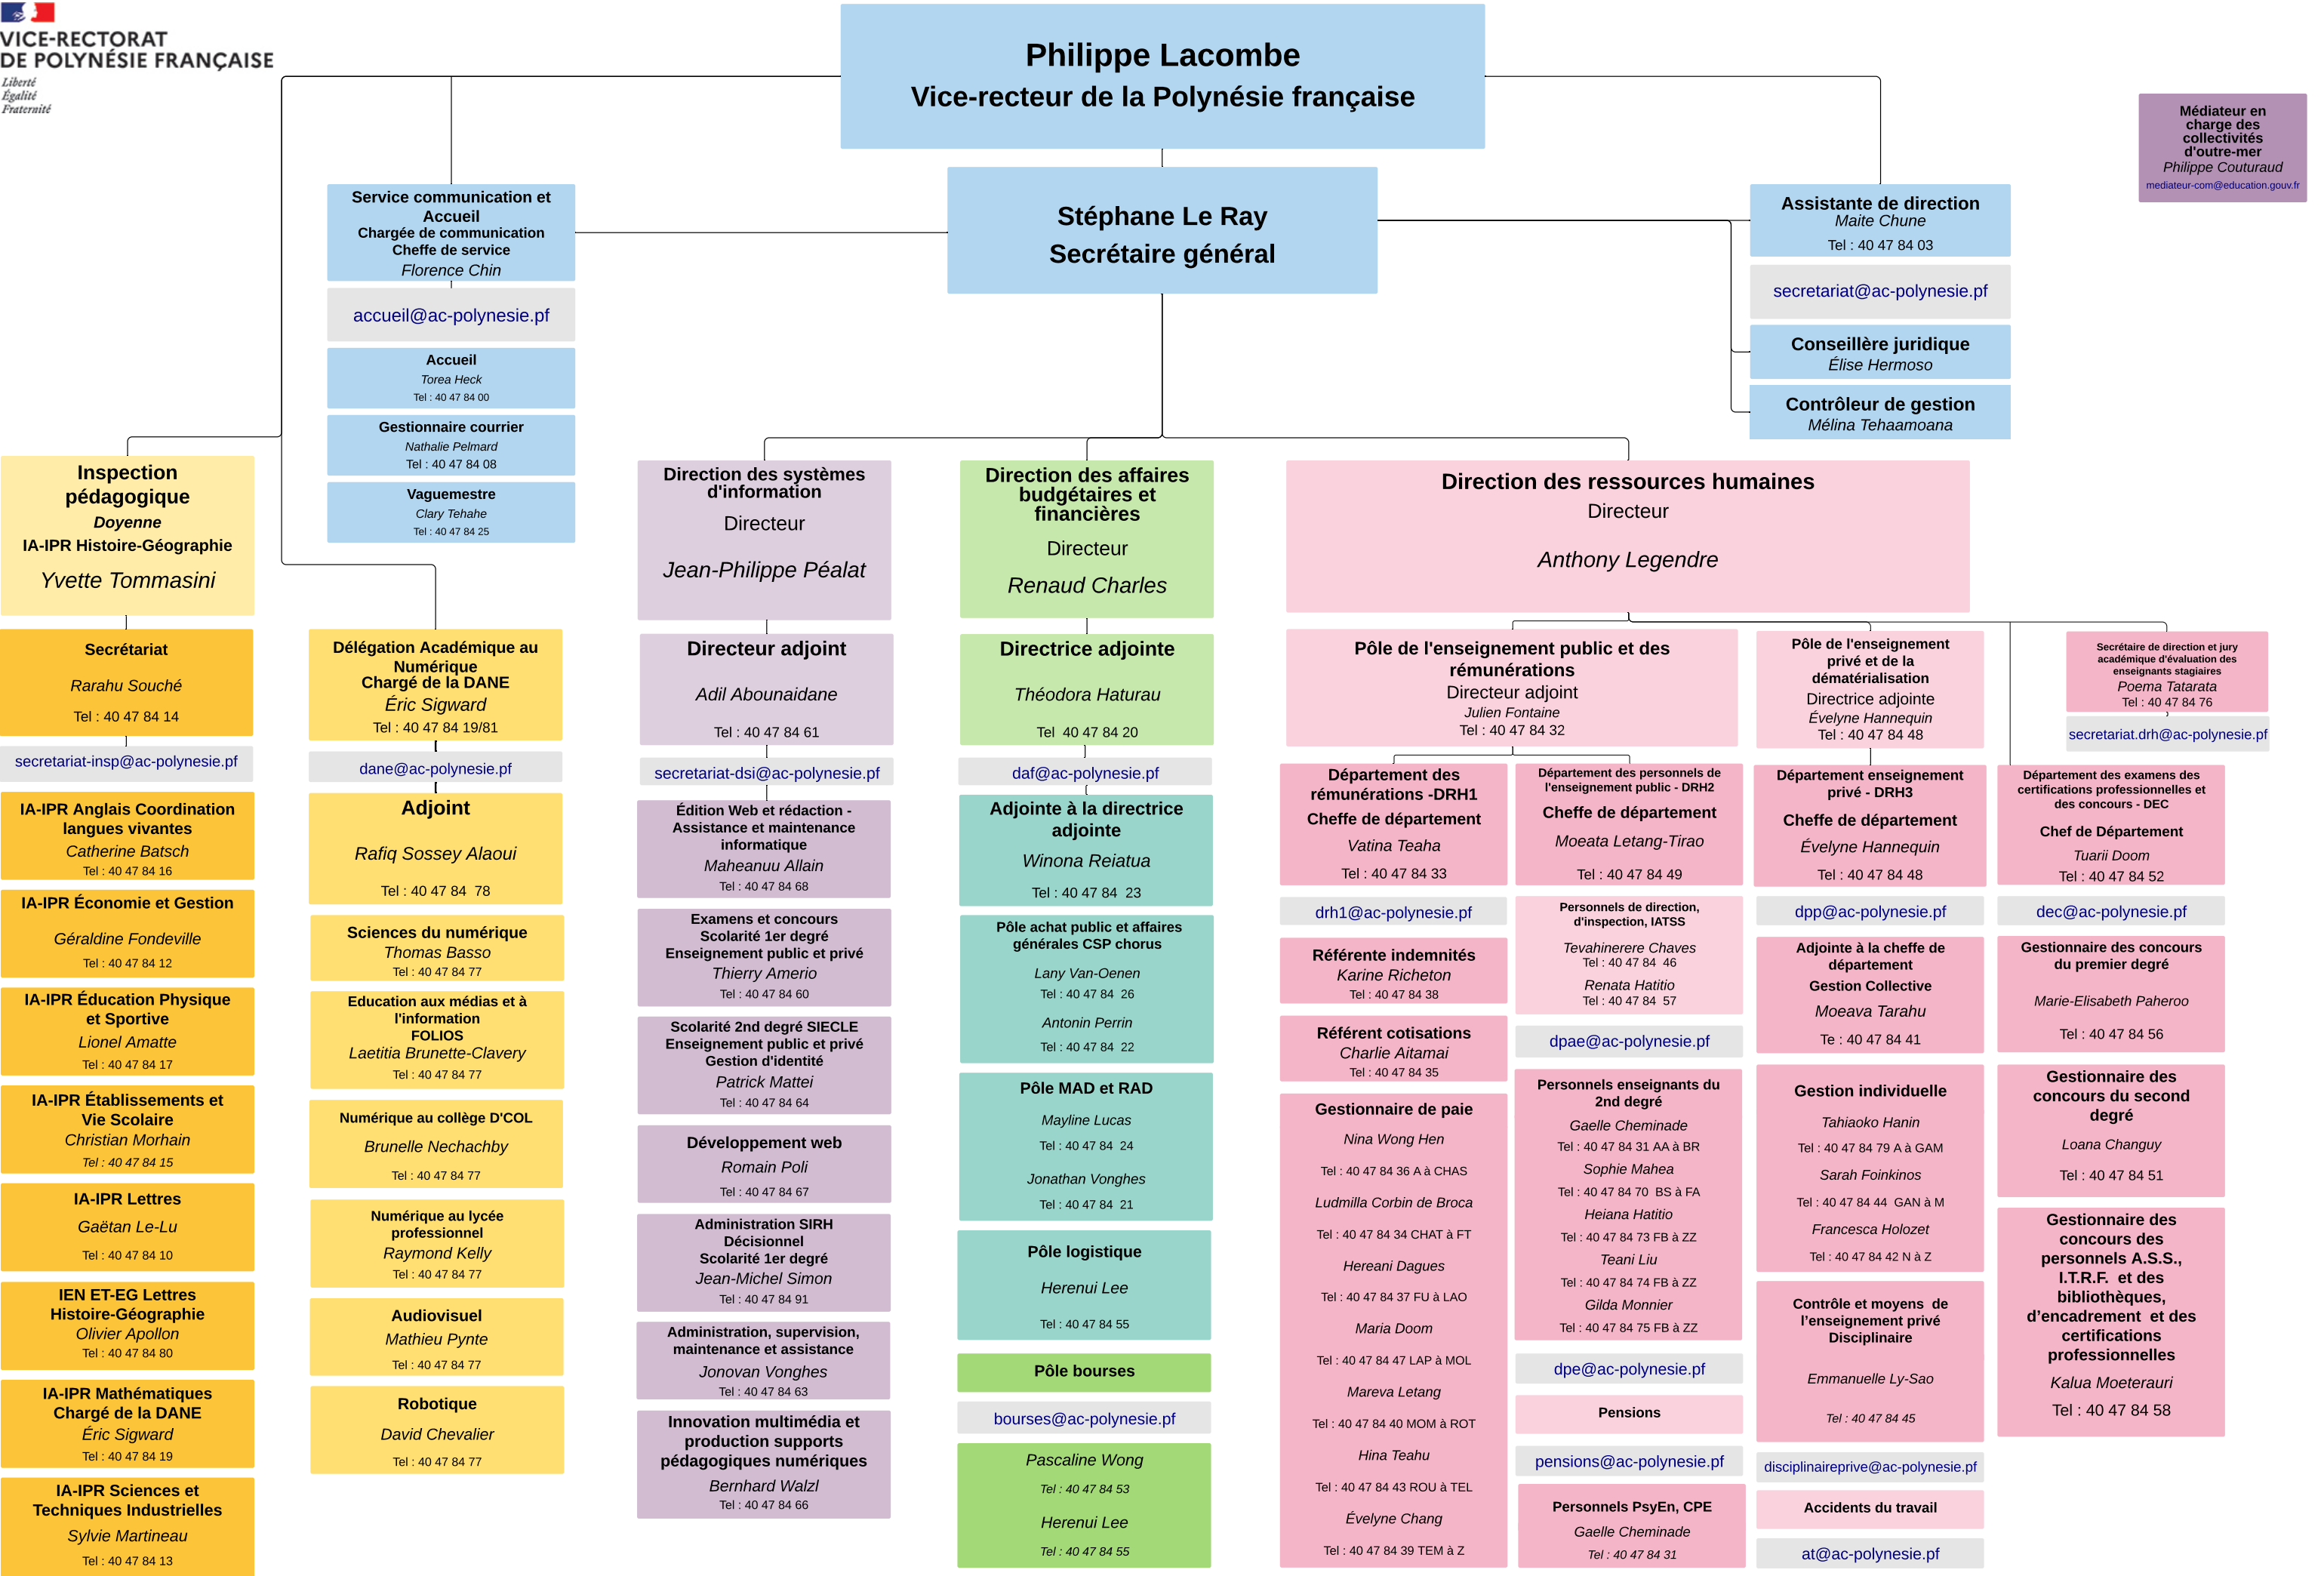 VICE-RECTORAT
DE POLYNÉSIE FRANÇAISE
Liberté
Égalité
Fraternité
Philippe Lacombe
Vice-recteur de la Polynésie française
Médiateur en
charge des
collectivités
d'outre-mer
Philippe Couturaud
mediateur-com@education.gouv.fr
Stéphane Le Ray
Secrétaire général
Service communication et
Accueil
Chargée de communication
Cheffe de service
Florence Chin
accueil@ac-polynesie.pf
Accueil
Torea Heck
Tel : 40 47 84 00
Gestionnaire courrier
Nathalie Pelmard
Tel : 40 47 84 08
Vaguemestre
Clary Tehahe
Tel : 40 47 84 25
Assistante de direction
Maite Chune
Tel : 40 47 84 03
secretariat@ac-polynesie.pf
Conseillère juridique
Élise Hermoso
Contrôleur de gestion
Mélina Tehaamoana
Inspection
pédagogique
Doyenne
IA-IPR Histoire-Géographie
Yvette Tommasini
Secrétariat
Rarahu Souché
Tel : 40 47 84 14
secretariat-insp@ac-polynesie.pf
IA-IPR Anglais Coordination
langues vivantes
Catherine Batsch
Tel : 40 47 84 16
IA-IPR Économie et Gestion
Géraldine Fondeville
Tel : 40 47 84 12
IA-IPR Éducation Physique
et Sportive
Lionel Amatte
Tel : 40 47 84 17
IA-IPR Établissements et
Vie Scolaire
Christian Morhain
Tel : 40 47 84 15
IA-IPR Lettres
Gaëtan Le-Lu
Tel : 40 47 84 10
IEN ET-EG Lettres
Histoire-Géographie
Olivier Apollon
Tel : 40 47 84 80
IA-IPR Mathématiques
Chargé de la DANE
Éric Sigward
Tel : 40 47 84 19
IA-IPR Sciences et
Techniques Industrielles
Sylvie Martineau
Tel : 40 47 84 13
Délégation Académique au
Numérique
Chargé de la DANE
Éric Sigward
Tel : 40 47 84 19/81
dane@ac-polynesie.pf
Adjoint
Rafiq Sossey Alaoui
Tel : 40 47 84 78
Sciences du numérique
Thomas Basso
Tel : 40 47 84 77
Education aux médias et à
l'information
FOLIOS
Laetitia Brunette-Clavery
Tel : 40 47 84 77
Numérique au collège D'COL
Brunelle Nechachby
Tel : 40 47 84 77
Numérique au lycée
professionnel
Raymond Kelly
Tel : 40 47 84 77
Audiovisuel
Mathieu Pynte
Tel : 40 47 84 77
Robotique
David Chevalier
Tel : 40 47 84 77
Direction des systèmes
d'information
Directeur
Jean-Philippe Péalat
Directeur adjoint
Adil Abounaidane
Tel : 40 47 84 61
secretariat-dsi@ac-polynesie.pf
Édition Web et rédaction -
Assistance et maintenance
informatique
Maheanuu Allain
Tel : 40 47 84 68
Examens et concours
Scolarité 1er degré
Enseignement public et privé
Thierry Amerio
Tel : 40 47 84 60
Scolarité 2nd degré SIECLE
Enseignement public et privé
Gestion d'identité
Patrick Mattei
Tel : 40 47 84 64
Développement web
Romain Poli
Tel : 40 47 84 67
Administration SIRH
Décisionnel
Scolarité 1er degré
Jean-Michel Simon
Tel : 40 47 84 91
Administration, supervision,
maintenance et assistance
Jonovan Vonghes
Tel : 40 47 84 63
Innovation multimédia et
production supports
pédagogiques numériques
Bernhard Walzl
Tel : 40 47 84 66
Direction des affaires
budgétaires et
financières
Directeur
Renaud Charles
Directrice adjointe
Théodora Haturau
Tel 40 47 84 20
daf@ac-polynesie.pf
Adjointe à la directrice
adjointe
Winona Reiatua
Tel : 40 47 84 23
Pôle achat public et affaires
générales CSP chorus
Lany Van-Oenen
Tel : 40 47 84 26
Antonin Perrin
Tel : 40 47 84 22
Pôle MAD et RAD
Mayline Lucas
Tel : 40 47 84 24
Jonathan Vonghes
Tel : 40 47 84 21
Pôle logistique
Herenui Lee
Tel : 40 47 84 55
Pôle bourses
bourses@ac-polynesie.pf
Pascaline Wong
Tel : 40 47 84 53
Herenui Lee
Tel : 40 47 84 55
Direction des ressources humaines
Directeur
Anthony Legendre
Pôle de l'enseignement public et des
rémunérations
Directeur adjoint
Julien Fontaine
Tel : 40 47 84 32
Pôle de l'enseignement
privé et de la
dématérialisation
Directrice adjointe
Évelyne Hannequin
Tel : 40 47 84 48
Secrétaire de direction et jury
académique d'évaluation des
enseignants stagiaires
Poema Tatarata
Tel : 40 47 84 76
secretariat.drh@ac-polynesie.pf
Département des
rémunérations -DRH1
Cheffe de département
Vatina Teaha
Tel : 40 47 84 33
drh1@ac-polynesie.pf
Référente indemnités
Karine Richeton
Tel : 40 47 84 38
Référent cotisations
Charlie Aitamai
Tel : 40 47 84 35
Gestionnaire de paie
Nina Wong Hen
Tel : 40 47 84 36 A à CHAS
Ludmilla Corbin de Broca
Tel : 40 47 84 34 CHAT à FT
Hereani Dagues
Tel : 40 47 84 37 FU à LAO
Maria Doom
Tel : 40 47 84 47 LAP à MOL
Mareva Letang
Tel : 40 47 84 40 MOM à ROT
Hina Teahu
Tel : 40 47 84 43 ROU à TEL
Évelyne Chang
Tel : 40 47 84 39 TEM à Z
Département des personnels de
l'enseignement public - DRH2
Cheffe de département
Moeata Letang-Tirao
Tel : 40 47 84 49
Personnels de direction,
d'inspection, IATSS
Tevahinerere Chaves
Tel : 40 47 84 46
Renata Hatitio
Tel : 40 47 84 57
dpae@ac-polynesie.pf
Personnels enseignants du
2nd degré
Gaelle Cheminade
Tel : 40 47 84 31 AA à BR
Sophie Mahea
Tel : 40 47 84 70 BS à FA
Heiana Hatitio
Tel : 40 47 84 73 FB à ZZ
Teani Liu
Tel : 40 47 84 74 FB à ZZ
Gilda Monnier
Tel : 40 47 84 75 FB à ZZ
dpe@ac-polynesie.pf
Pensions
pensions@ac-polynesie.pf
Personnels PsyEn, CPE
Gaelle Cheminade
Tel : 40 47 84 31
Département enseignement
privé - DRH3
Cheffe de département
Évelyne Hannequin
Tel : 40 47 84 48
dpp@ac-polynesie.pf
Adjointe à la cheffe de
département
Gestion Collective
Moeava Tarahu
Te : 40 47 84 41
Gestion individuelle
Tahiaoko Hanin
Tel : 40 47 84 79 A à GAM
Sarah Foinkinos
Tel : 40 47 84 44 GAN à M
Francesca Holozet
Tel : 40 47 84 42 N à Z
Contrôle et moyens de
l'enseignement privé
Disciplinaire
Emmanuelle Ly-Sao
Tel : 40 47 84 45
disciplinaireprive@ac-polynesie.pf
Accidents du travail
at@ac-polynesie.pf
Département des examens des
certifications professionnelles et
des concours - DEC
Chef de Département
Tuarii Doom
Tel : 40 47 84 52
dec@ac-polynesie.pf
Gestionnaire des concours
du premier degré
Marie-Elisabeth Paheroo
Tel : 40 47 84 56
Gestionnaire des
concours du second
degré
Loana Changuy
Tel : 40 47 84 51
Gestionnaire des
concours des
personnels A.S.S.,
I.T.R.F. et des
bibliothèques,
d’encadrement et des
certifications
professionnelles
Kalua Moeterauri
Tel : 40 47 84 58